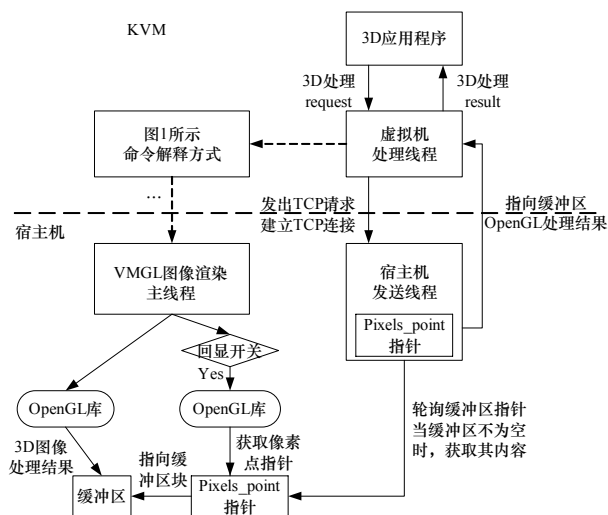 KVM
3D应用程序
3D处理
request
3D处理
result
图1所示
命令解释方式
虚拟机
处理线程
...
发出TCP请求
建立TCP连接
指向缓冲区
OpenGL处理结果
宿主机
VMGL图像渲染
主线程
宿主机
发送线程
Pixels_point
指针
回显开关
Yes
OpenGL库
OpenGL库
3D图像
处理结果
获取像素
点指针
轮询缓冲区指针
当缓冲区不为空
时，获取其内容
指向缓
冲区块
缓冲区
Pixels_point
指针